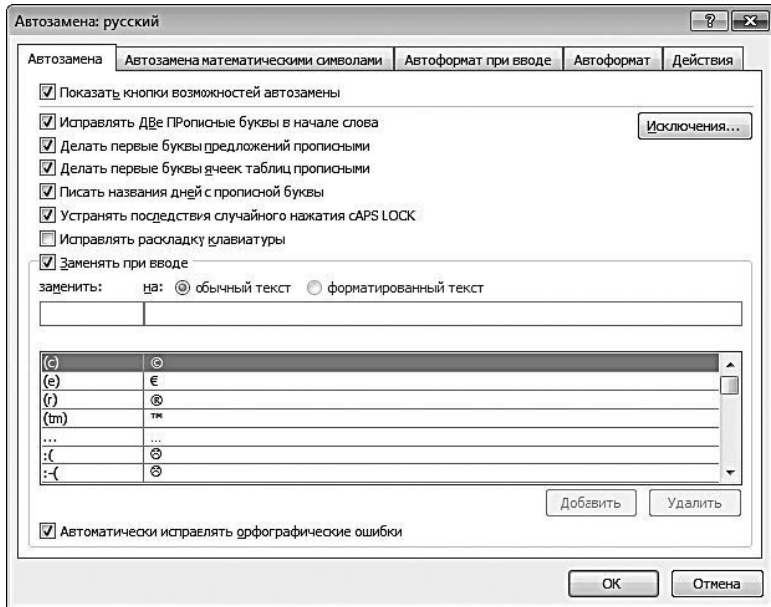 Автозамена: русский
Автозамена Автозамена математическими символами Автоформат при вводе Автоформат Действия
Показать кнопки возможностей автозамены
Исправлять ДВе ПРописные буквы в начале слова
Исключения...
Делать первые буквы предложений прописными
Делать первые буквы ячеек таблиц прописными
Писать названия дней с прописной буквы
Устранять последствия случайного нажатия cAPS LOCK
Исправлять раскладку клавиатуры
Заменять при вводе
заменить: на: обычный текст форматированный текст
(c) ©
(e) €
(r) ®
(tm) ™
... …
:( ☹
:-( ☹
Добавить Удалить
Автоматически исправлять орфографические ошибки
ОК Отмена